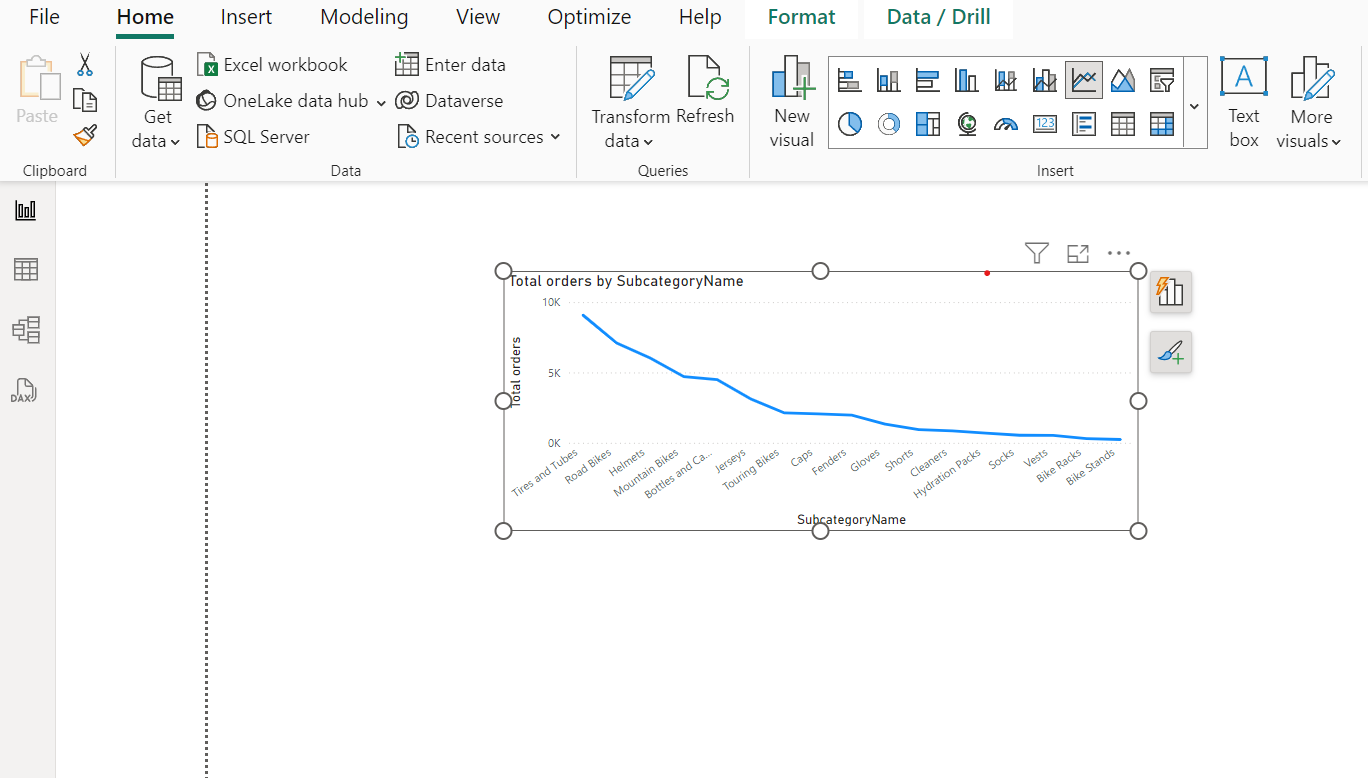 File Home Insert Modeling View Optimize Help Format Data / Drill
Paste
Clipboard
Get
data
Excel workbook
OneLake data hub
SQL Server
Enter data
Dataverse
Recent sources
Data
Transform
data
Refresh
Queries
New
visual
123
A
Text
box
More
visuals
Insert
DAX
Total orders by SubcategoryName
Total orders
10K
5K
0K
Tires and Tubes
Road Bikes
Helmets
Mountain Bikes
Bottles and Ca...
Jerseys
Touring Bikes
Caps
Fenders
Gloves
Shorts
Cleaners
Hydration Packs
Socks
Vests
Bike Racks
Bike Stands
SubcategoryName